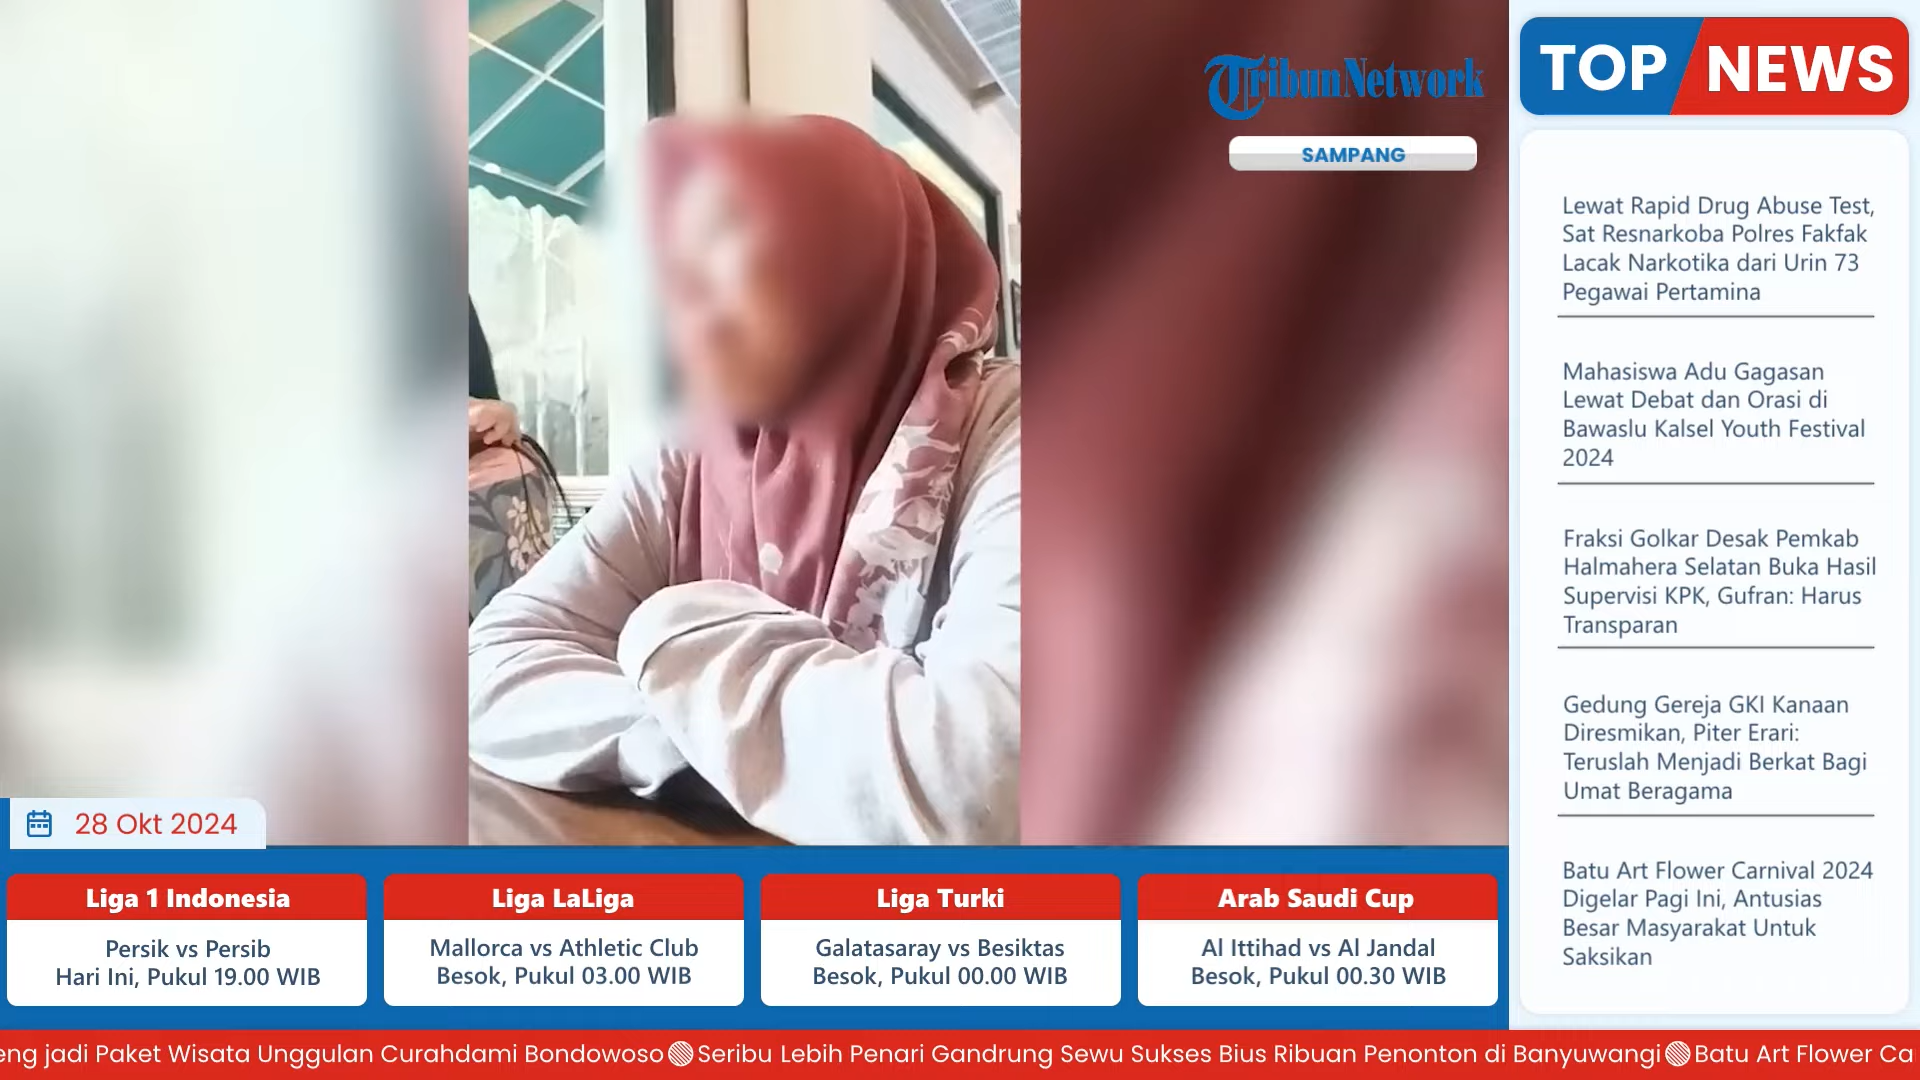 TribunNetwork
SAMPANG
TOP NEWS
Lewat Rapid Drug Abuse Test,
Sat Resnarkoba Polres Fakfak
Lacak Narkotika dari Urin 73
Pegawai Pertamina
Mahasiswa Adu Gagasan
Lewat Debat dan Orasi di
Bawaslu Kalsel Youth Festival
2024
Fraksi Golkar Desak Pemkab
Halmahera Selatan Buka Hasil
Supervisi KPK, Gufran: Harus
Transparan
Gedung Gereja GKI Kanaan
Diresmikan, Piter Erari:
Teruslah Menjadi Berkat Bagi
Umat Beragama
Batu Art Flower Carnival 2024
Digelar Pagi Ini, Antusias
Besar Masyarakat Untuk
Saksikan
28 Okt 2024
Liga 1 Indonesia
Persik vs Persib
Hari Ini, Pukul 19.00 WIB
Liga LaLiga
Mallorca vs Athletic Club
Besok, Pukul 03.00 WIB
Liga Turki
Galatasaray vs Besiktas
Besok, Pukul 00.00 WIB
Arab Saudi Cup
Al Ittihad vs Al Jandal
Besok, Pukul 00.30 WIB
eng jadi Paket Wisata Unggulan Curahdami Bondowoso Seribu Lebih Penari Gandrung Sewu Sukses Bius Ribuan Penonton di Banyuwangi Batu Art Flower Ca